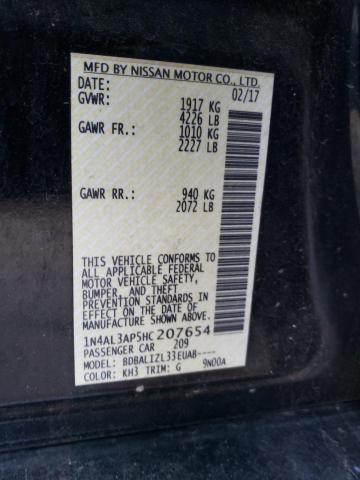 MFD BY NISSAN MOTOR CO., LTD.
DATE: 02/17
GVWR: 1917 KG
4226 LB
GAWR FR.: 1010 KG
2227 LB
GAWR RR.: 940 KG
2072 LB
THIS VEHICLE CONFORMS TO
ALL APPLICABLE FEDERAL
MOTOR VEHICLE SAFETY,
BUMPER, AND THEFT
PREVENTION STANDARDS IN
EFFECT ON THE DATE OF
MANUFACTURE SHOWN ABOVE.
1N4AL3AP5HC207654
PASSENGER CAR 209
MODEL: BDBALIZL33EUAB----
COLOR: KH3 TRIM: G 9N00A